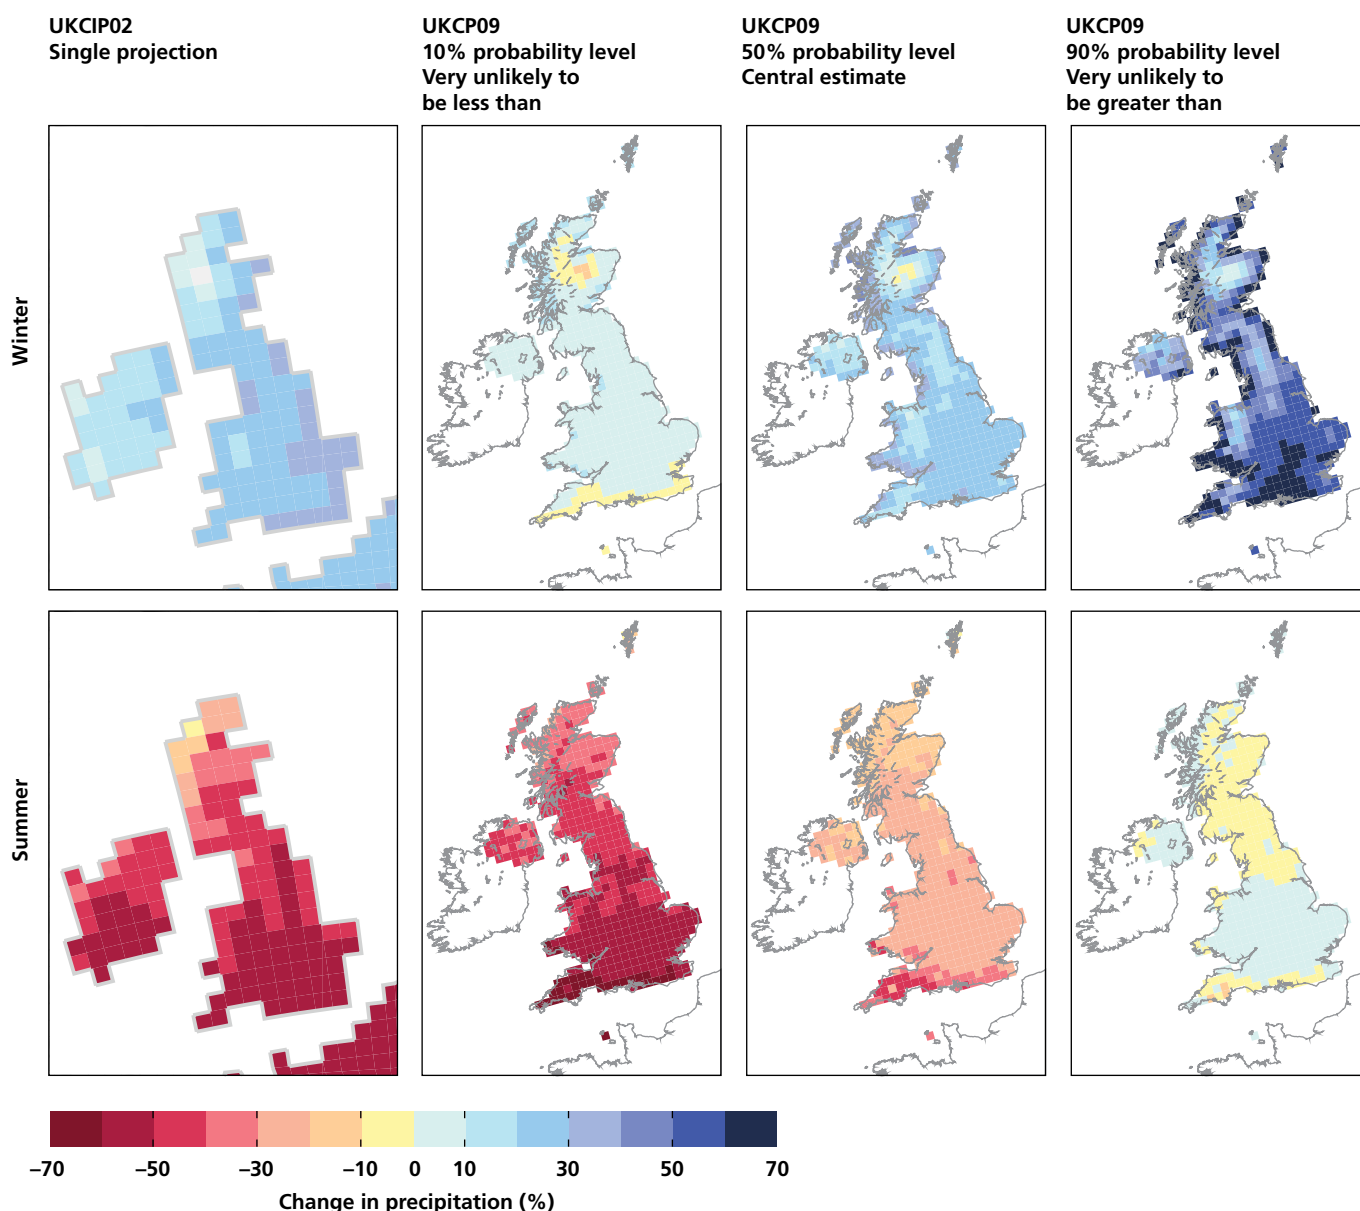 UKCIP02
Single projection
UKCP09
10% probability level
Very unlikely to
be less than
UKCP09
50% probability level
Central estimate
UKCP09
90% probability level
Very unlikely to
be greater than
Winter
Summer
–70 –50 –30 –10 0 10 30 50 70
Change in precipitation (%)